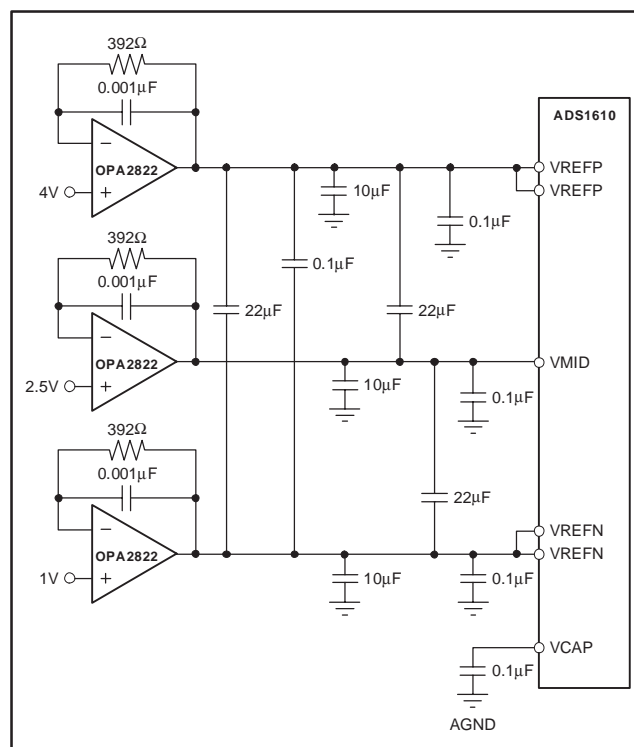 392Ω
0.001μF
ADS1610
OPA2822
4V
VREFP
VREFP
10μF
0.1μF
392Ω
0.001μF
0.1μF
22μF
22μF
OPA2822
2.5V
VMID
10μF
0.1μF
392Ω
0.001μF
22μF
OPA2822
1V
VREFN
VREFN
10μF
0.1μF
VCAP
0.1μF
AGND